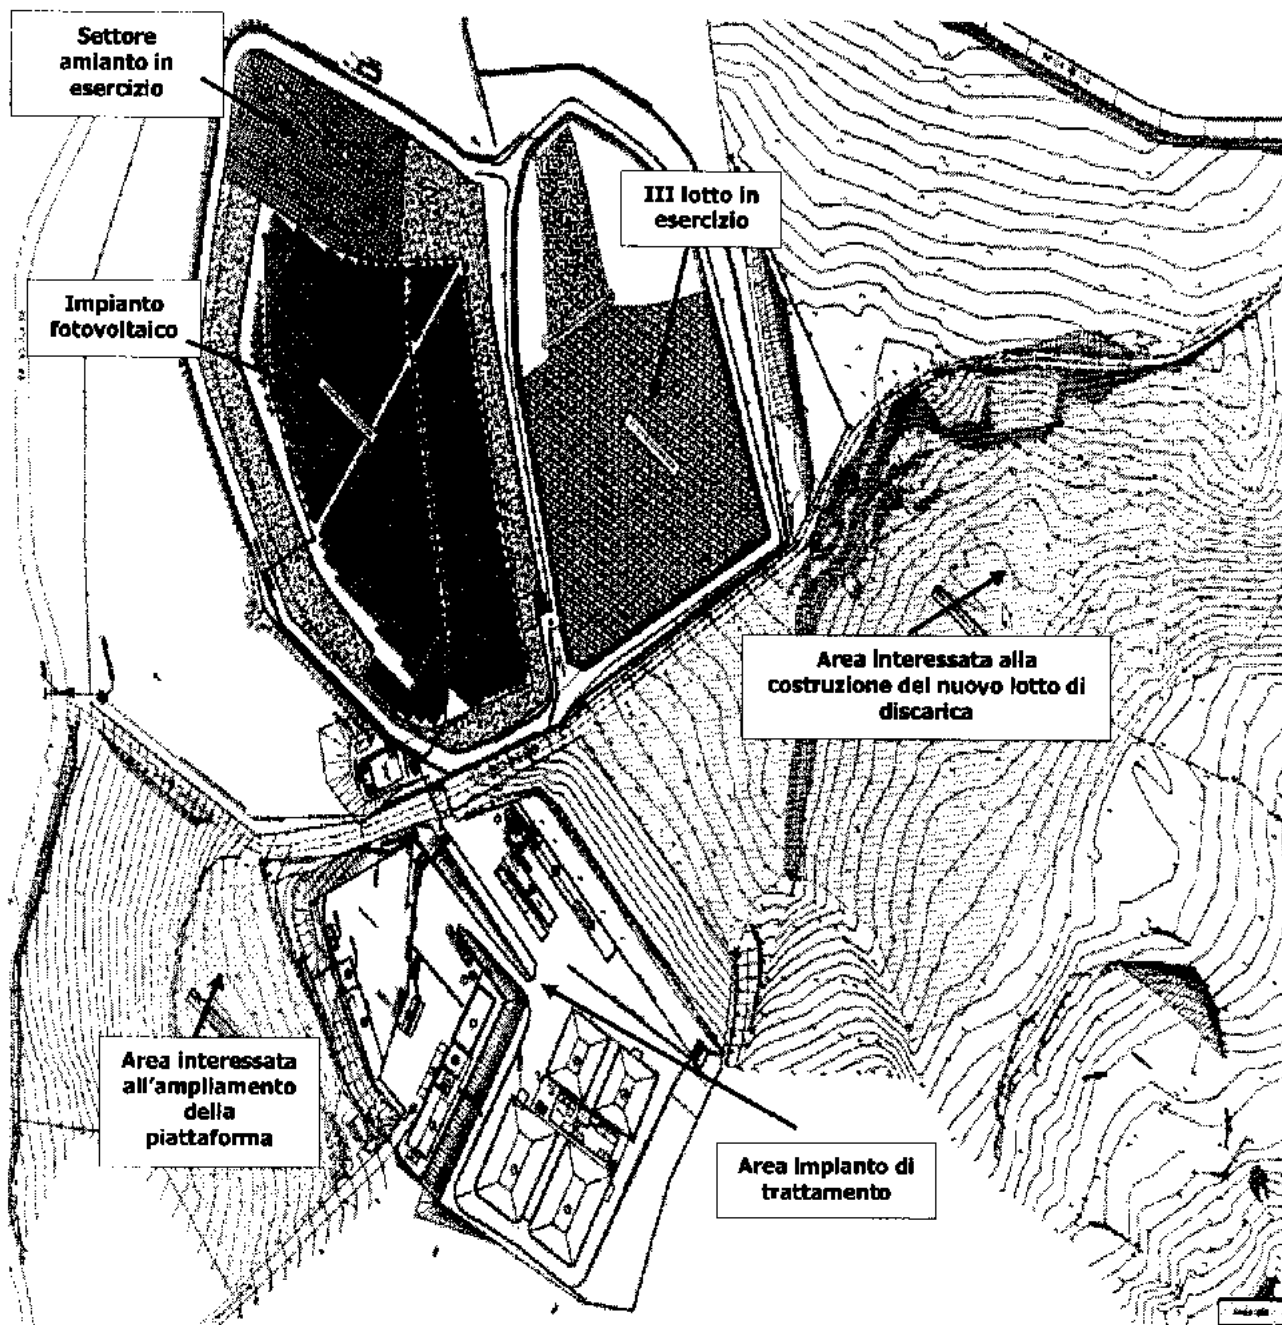 Settore
amianto in
esercizio
III lotto in
esercizio
Impianto
fotovoltaico
Area interessata alla
costruzione del nuovo lotto di
discarica
Area interessata
all'ampliamento
della
piattaforma
Area impianto di
trattamento